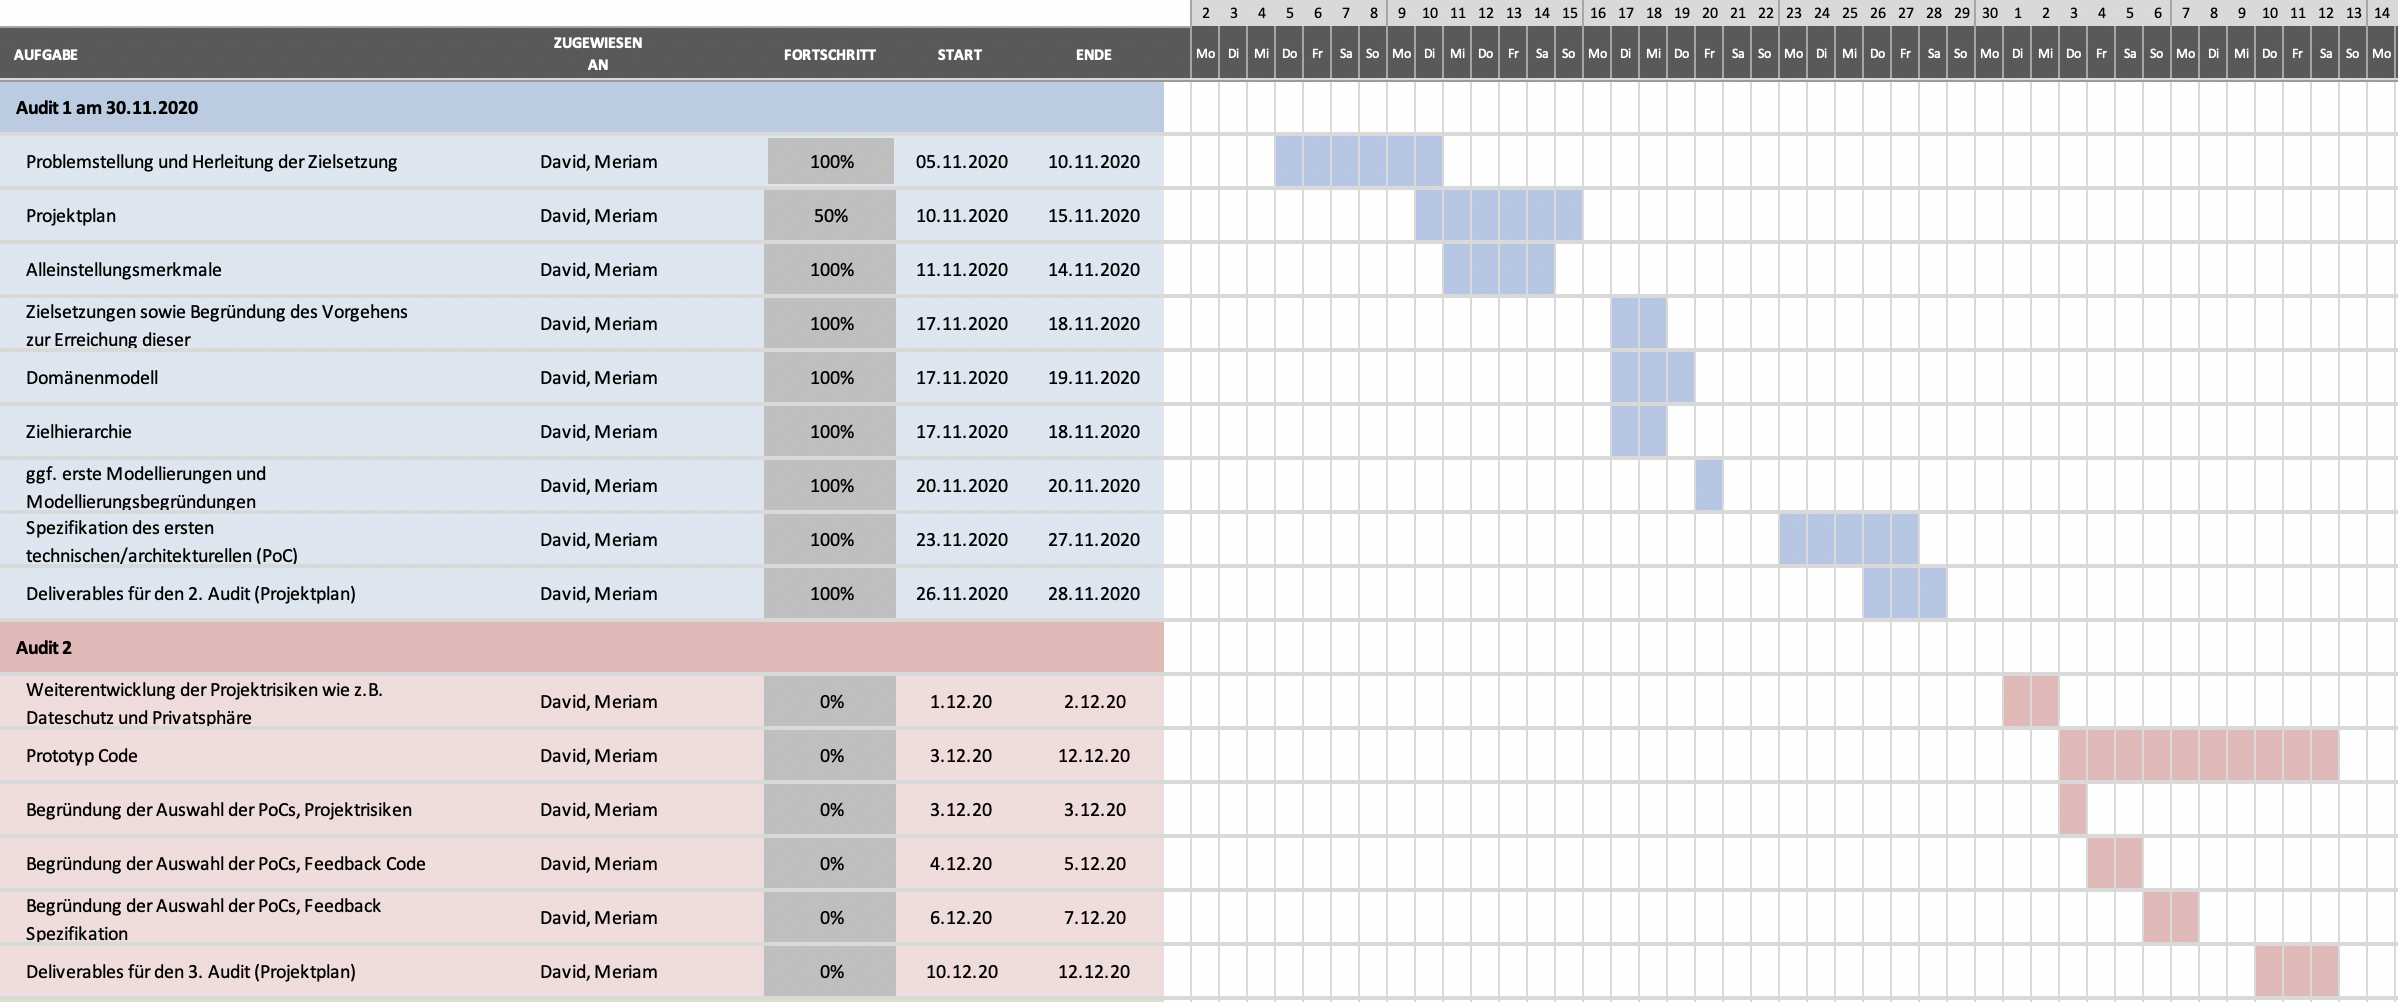 2 3 4 5 6 7 8 9 10 11 12 13 14 15 16 17 18 19 20 21 22 23 24 25 26 27 28 29 30 1 2 3 4 5 6 7 8 9 10 11 12 13 14
AUFGABE ZUGEWIESEN AN FORTSCHRITT START ENDE Mo Di Mi Do Fr Sa So Mo Di Mi Do Fr Sa So Mo Di Mi Do Fr Sa So Mo Di Mi Do Fr Sa So Mo Di Mi Do Fr Sa So Mo Di Mi Do Fr Sa So Mo
Audit 1 am 30.11.2020
Problemstellung und Herleitung der Zielsetzung David, Meriam 100% 05.11.2020 10.11.2020
Projektplan David, Meriam 50% 10.11.2020 15.11.2020
Alleinstellungsmerkmale David, Meriam 100% 11.11.2020 14.11.2020
Zielsetzungen sowie Begründung des Vorgehens
zur Erreichung dieser David, Meriam 100% 17.11.2020 18.11.2020
Domänenmodell David, Meriam 100% 17.11.2020 19.11.2020
Zielhierarchie David, Meriam 100% 17.11.2020 18.11.2020
ggf. erste Modellierungen und
Modellierungsbegründungen David, Meriam 100% 20.11.2020 20.11.2020
Spezifikation des ersten
technischen/architekturellen (PoC) David, Meriam 100% 23.11.2020 27.11.2020
Deliverables für den 2. Audit (Projektplan) David, Meriam 100% 26.11.2020 28.11.2020
Audit 2
Weiterentwicklung der Projektrisiken wie z.B.
Dateschutz und Privatsphäre David, Meriam 0% 1.12.20 2.12.20
Prototyp Code David, Meriam 0% 3.12.20 12.12.20
Begründung der Auswahl der PoCs, Projektrisiken David, Meriam 0% 3.12.20 3.12.20
Begründung der Auswahl der PoCs, Feedback Code David, Meriam 0% 4.12.20 5.12.20
Begründung der Auswahl der PoCs, Feedback
Spezifikation David, Meriam 0% 6.12.20 7.12.20
Deliverables für den 3. Audit (Projektplan) David, Meriam 0% 10.12.20 12.12.20